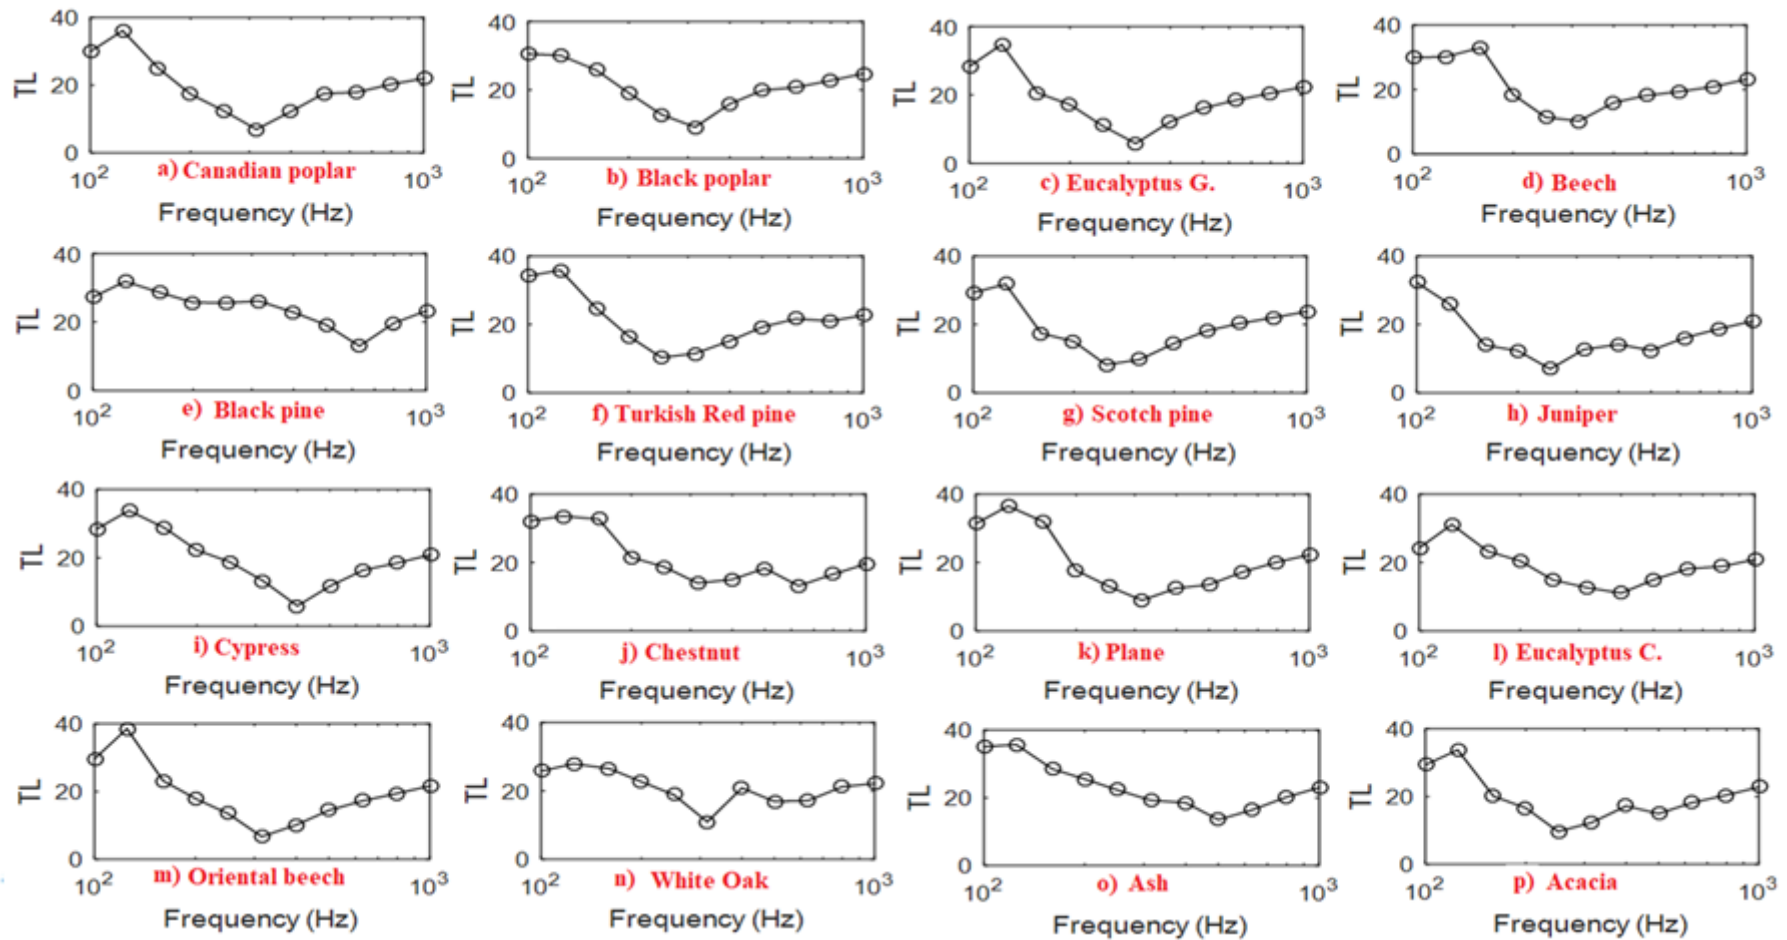 40
20
0
TL
10² 10³
a) Canadian poplar
Frequency (Hz)
40
20
0
TL
10² 10³
b) Black poplar
Frequency (Hz)
40
20
0
TL
10² 10³
c) Eucalyptus G.
Frequency (Hz)
40
20
0
TL
10² 10³
d) Beech
Frequency (Hz)
40
20
0
TL
10² 10³
e) Black pine
Frequency (Hz)
40
20
0
TL
10² 10³
f) Turkish Red pine
Frequency (Hz)
40
20
0
TL
10² 10³
g) Scotch pine
Frequency (Hz)
40
20
0
TL
10² 10³
h) Juniper
Frequency (Hz)
40
20
0
TL
10² 10³
i) Cypress
Frequency (Hz)
40
20
0
TL
10² 10³
j) Chestnut
Frequency (Hz)
40
20
0
TL
10² 10³
k) Plane
Frequency (Hz)
40
20
0
TL
10² 10³
l) Eucalyptus C.
Frequency (Hz)
40
20
0
TL
10² 10³
m) Oriental beech
Frequency (Hz)
40
20
0
TL
10² 10³
n) White Oak
Frequency (Hz)
40
20
0
TL
10² 10³
o) Ash
Frequency (Hz)
40
20
0
TL
10² 10³
p) Acacia
Frequency (Hz)